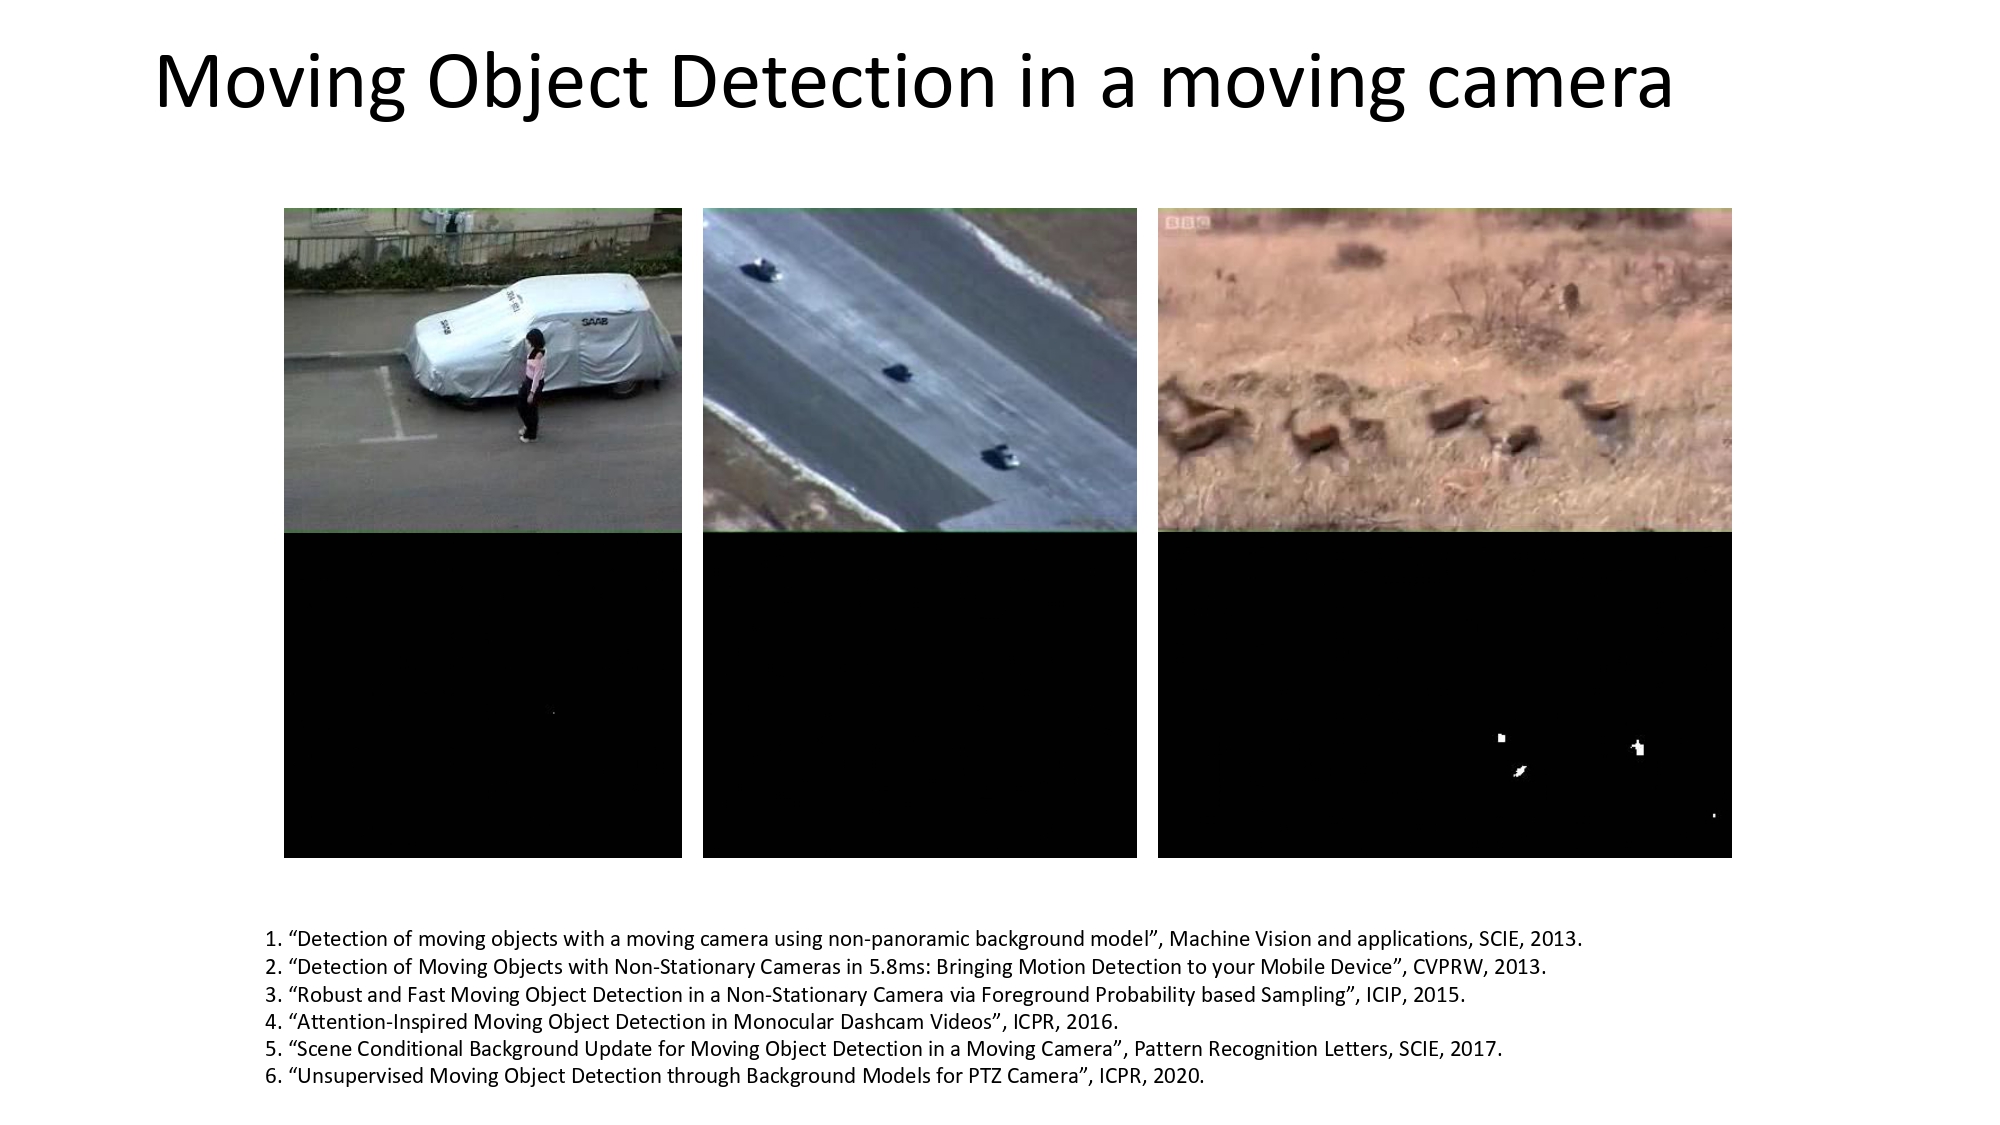 Moving Object Detection in a moving camera
BBC
SAAB
SAAB
1. “Detection of moving objects with a moving camera using non-panoramic background model”, Machine Vision and applications, SCIE, 2013.
2. “Detection of Moving Objects with Non-Stationary Cameras in 5.8ms: Bringing Motion Detection to your Mobile Device”, CVPRW, 2013.
3. “Robust and Fast Moving Object Detection in a Non-Stationary Camera via Foreground Probability based Sampling”, ICIP, 2015.
4. “Attention-Inspired Moving Object Detection in Monocular Dashcam Videos”, ICPR, 2016.
5. “Scene Conditional Background Update for Moving Object Detection in a Moving Camera”, Pattern Recognition Letters, SCIE, 2017.
6. “Unsupervised Moving Object Detection through Background Models for PTZ Camera”, ICPR, 2020.